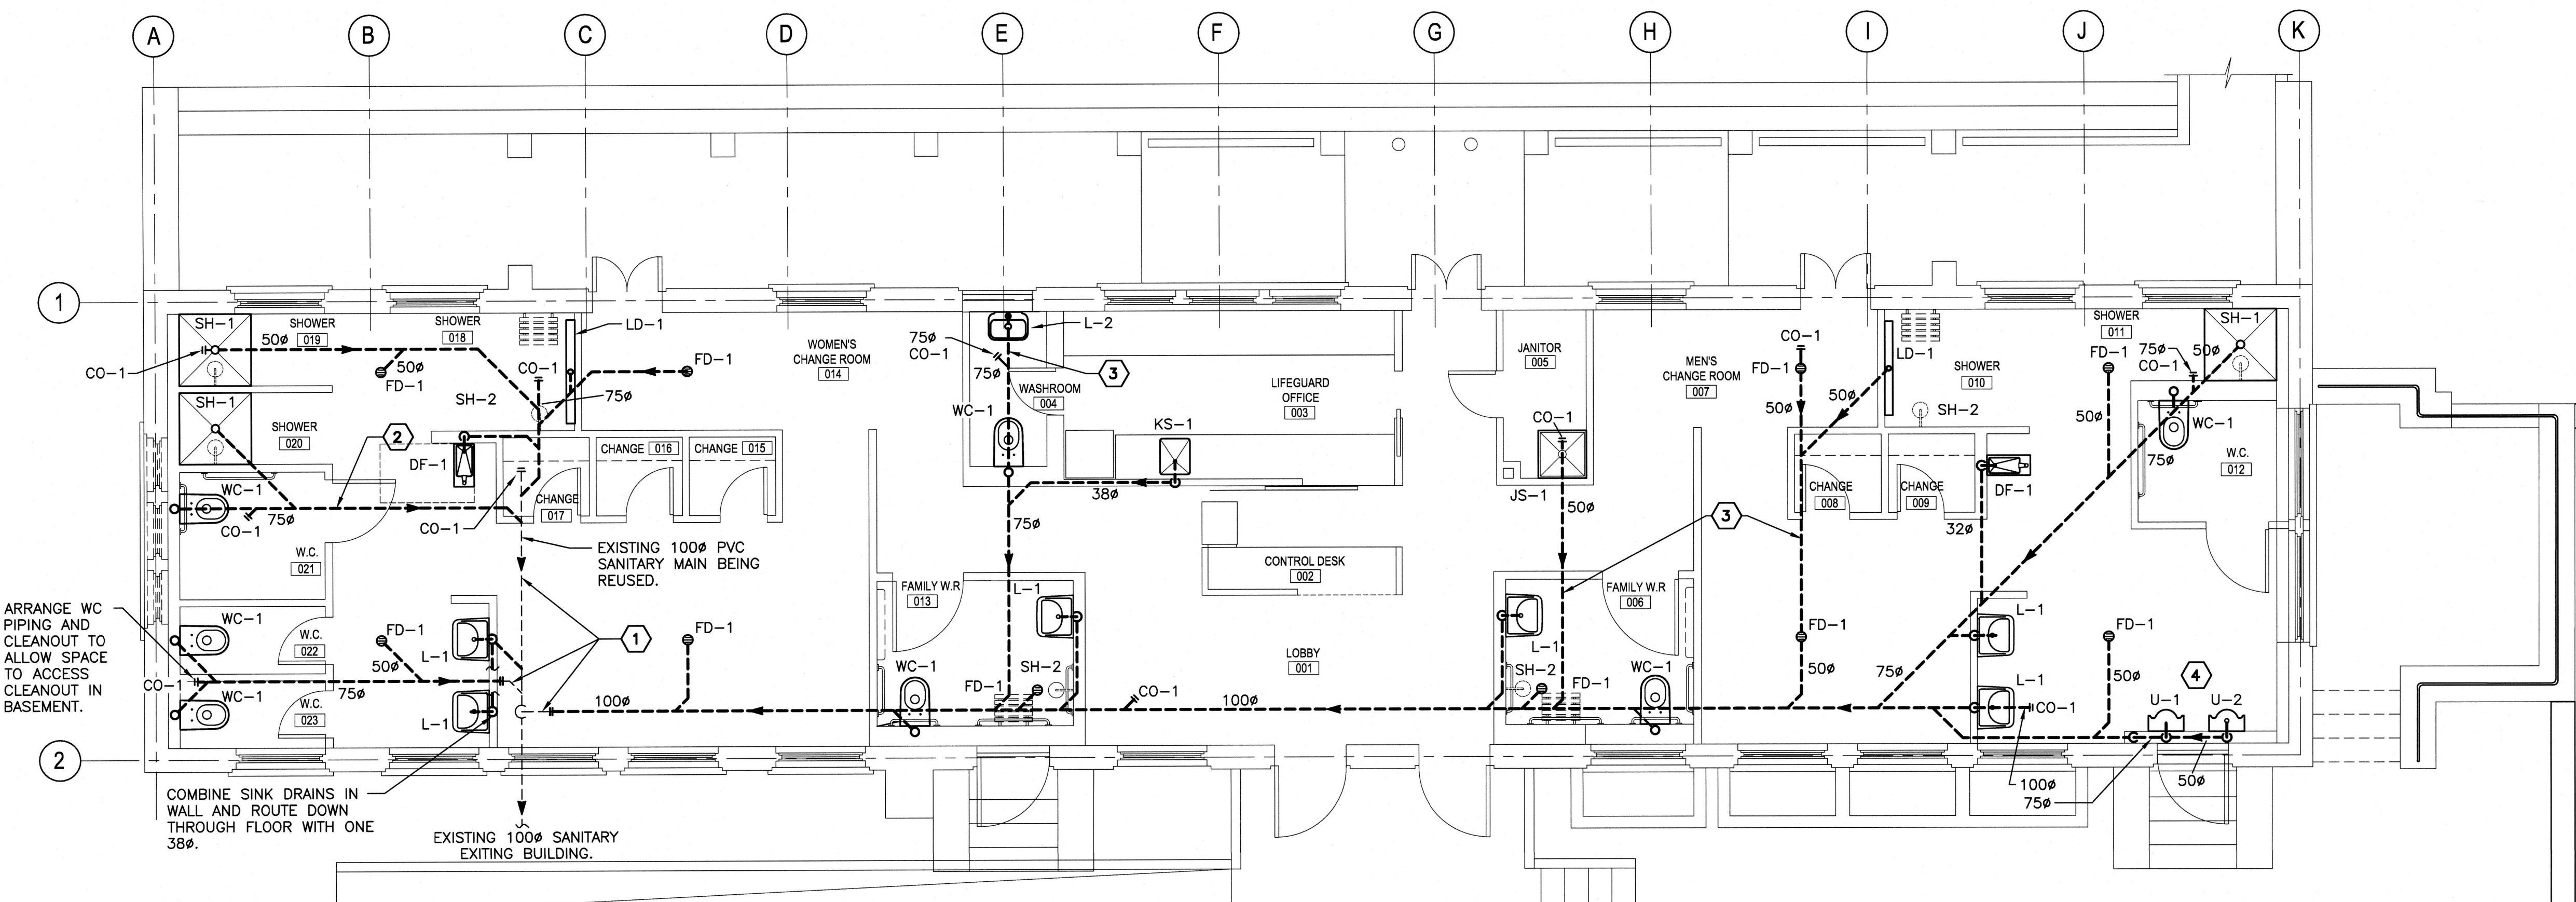 A
B
C
D
E
F
G
H
I
J
K
1
2
SH-1
SHOWER
019
50ø
SHOWER
018
50ø
FD-1
CO-1
CO-1
LD-1
FD-1
75ø
SH-2
SH-1
SHOWER
020
2
DF-1
CHANGE 016
CHANGE 015
CHANGE
017
WC-1
CO-1
75ø
CO-1
W.C.
021
EXISTING 100ø PVC
SANITARY MAIN BEING
REUSED.
ARRANGE WC
PIPING AND
CLEANOUT TO
ALLOW SPACE
TO ACCESS
CLEANOUT IN
BASEMENT.
WC-1
W.C.
022
FD-1
50ø
L-1
1
FD-1
CO-1
WC-1
75ø
W.C.
023
L-1
100ø
COMBINE SINK DRAINS IN
WALL AND ROUTE DOWN
THROUGH FLOOR WITH ONE
38ø.
EXISTING 100ø SANITARY
EXITING BUILDING.
WOMEN'S
CHANGE ROOM
014
L-2
75ø
CO-1
75ø
3
WASHROOM
004
WC-1
LIFEGUARD
OFFICE
003
KS-1
38ø
75ø
CONTROL DESK
002
FAMILY W.R
013
L-1
WC-1
SH-2
FD-1
LOBBY
001
CO-1
100ø
JANITOR
005
CO-1
JS-1
50ø
3
FAMILY W.R
006
L-1
SH-2
FD-1
WC-1
MEN'S
CHANGE ROOM
007
CO-1
FD-1
50ø
50ø
LD-1
SHOWER
010
SH-2
SHOWER
011
FD-1
75ø
CO-1
SH-1
50ø
50ø
WC-1
75ø
W.C.
012
CHANGE
008
CHANGE
009
DF-1
32ø
FD-1
50ø
L-1
75ø
FD-1
50ø
4
L-1
CO-1
U-1
U-2
100ø
75ø
50ø